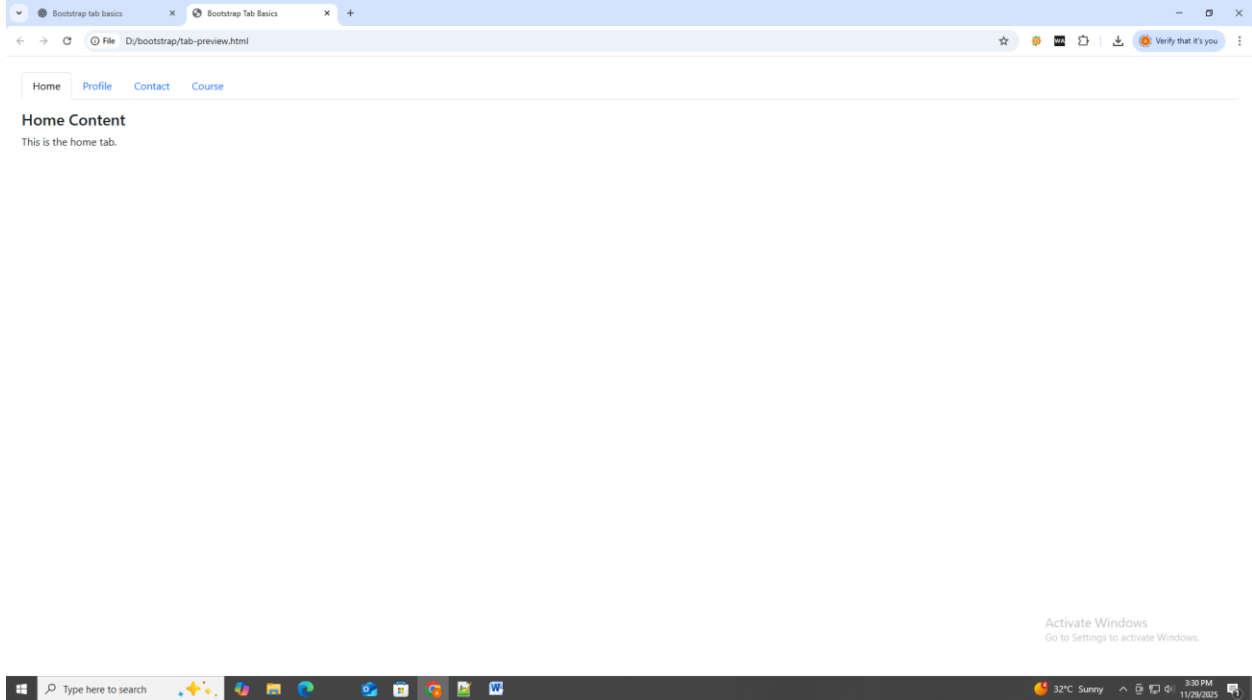 Bootstrap tab basics
Bootstrap Tab Basics
File D:/bootstrap/tab-preview.html
WA
Verify that it's you
Home Profile Contact Course
Home Content
This is the home tab.
Activate Windows
Go to Settings to activate Windows.
Type here to search
W
32°C Sunny
3:30 PM
11/29/2025